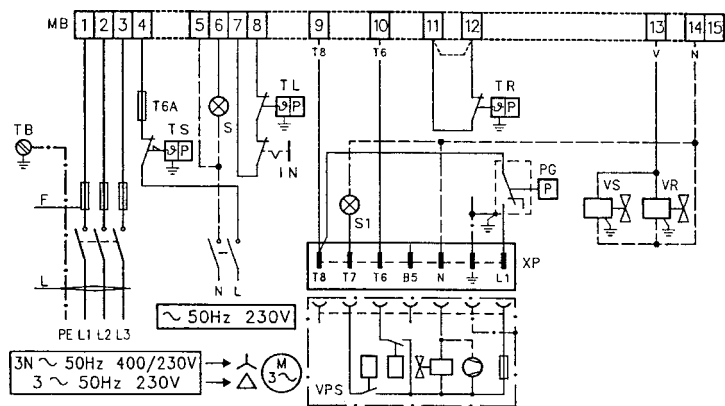 MB 1 2 3 4 5 6 7 8 9 10 11 12 13 14 15
T8 T6 V N
T6A
TL
ϑ P
TR
ϑ P
TB
TS
ϑ P
S
IN
F
PG
P
VS
VR
S1
XP
T8 T7 T6 B5 N L1
L
N L
PE L1 L2 L3
~ 50Hz 230V
3N ~ 50Hz 400/230V
3 ~ 50Hz 230V
M
3~
VPS